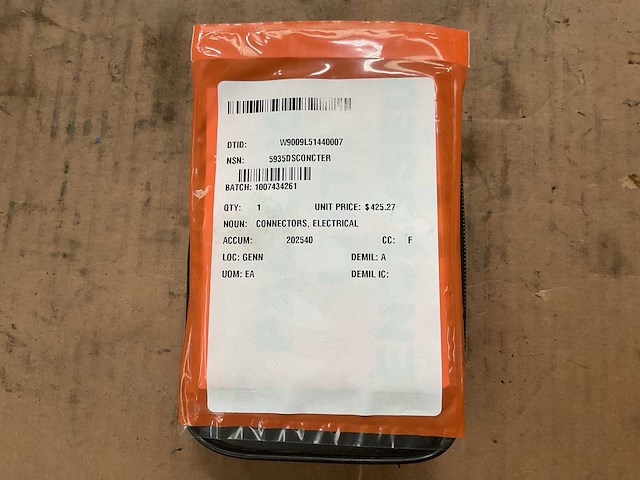 DTID: W9009L51440007
NSN: 5935DSCONCTER
BATCH: 1007434261
QTY: 1 UNIT PRICE: $425.27
NOUN: CONNECTORS, ELECTRICAL
ACCUM: 202540 CC: F
LOC: GENN DEMIL: A
UOM: EA DEMIL IC: